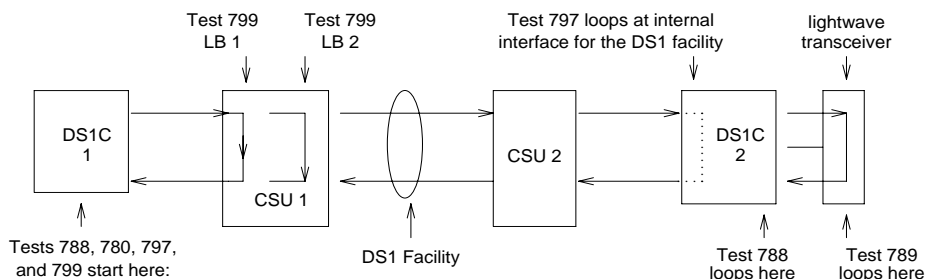 Test 799
LB 1
Test 799
LB 2
Test 797 loops at internal
interface for the DS1 facility
lightwave
transceiver
DS1C
1
CSU 1
CSU 2
DS1C
2
Tests 788, 780, 797,
and 799 start here:
DS1 Facility
Test 788
loops here
Test 789
loops here